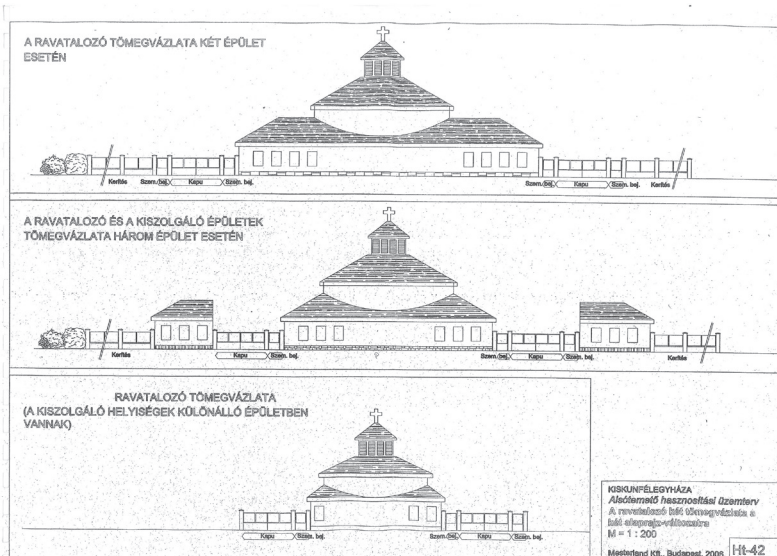 A RAVATALOZÓ TÖMEGVÁZLATA KÉT ÉPÜLET
ESETÉN
Kerítés Szem. bej. Kapu Szem. bej.
Szem. bej. Kapu Szem. bej. Kerítés
A RAVATALOZÓ ÉS A KISZOLGÁLÓ ÉPÜLETEK
TÖMEGVÁZLATA HÁROM ÉPÜLET ESETÉN
Kerítés Kapu Szem. bej.
Szem. bej. Kapu Szem. bej. Kerítés
RAVATALOZÓ TÖMEGVÁZLATA
(A KISZOLGÁLÓ HELYISÉGEK KÜLÖNÁLLÓ ÉPÜLETBEN
VANNAK)
Kapu Szem. bej.
Szem. bej. Kapu Szem. bej.
KISKUNFÉLEGYHÁZA
Alsótemető hasznosítási üzemterv
A ravatalozó két tömegvázlata a
két alaprajz-változatra
M = 1 : 200
Masterland Kft., Budapest, 2008
Ht-42